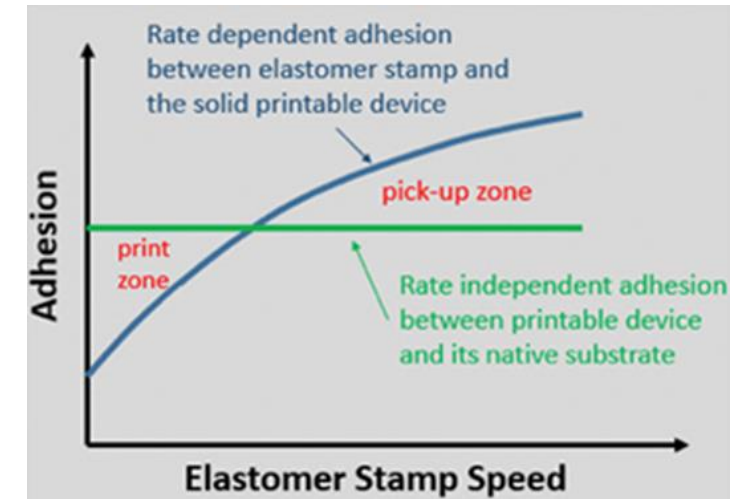 Rate dependent adhesion
between elastomer stamp and
the solid printable device
pick-up zone
print
zone
Rate independent adhesion
between printable device
and its native substrate
Adhesion
Elastomer Stamp Speed